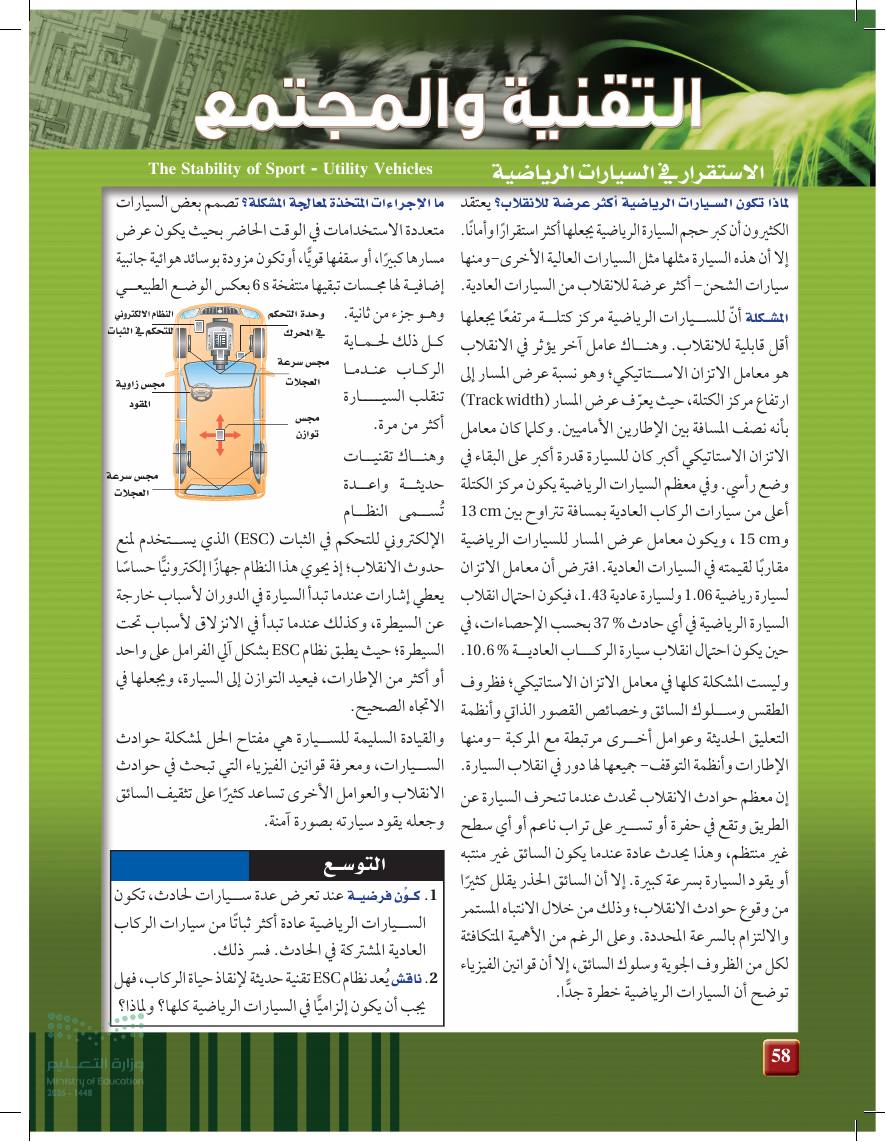 التقنية والمجتمع
الاستقرار في السيارات الرياضية
The Stability of Sport - Utility Vehicles
لماذا تكون السيارات الرياضية أكثر عرضة للانقلاب؟ يعتقد
الكثيرون أن كبر حجم السيارة الرياضية يجعلها أكثر استقرارًا وأمانًا.
إلا أن هذه السيارة مثلها مثل السيارات العالية الأخرى-ومنها
سيارات الشحن- أكثر عرضة للانقلاب من السيارات العادية.
المشكلة أنّ للسيارات الرياضية مركز كتلة مرتفعًا يجعلها
أقل قابلية للانقلاب. وهناك عامل آخر يؤثر في الانقلاب
هو معامل الاتزان الاستاتيكي؛ وهو نسبة عرض المسار إلى
ارتفاع مركز الكتلة، حيث يعرّف عرض المسار (Track width)
بأنه نصف المسافة بين الإطارين الأماميين. وكلما كان معامل
الاتزان الاستاتيكي أكبر كان للسيارة قدرة أكبر على البقاء في
وضع رأسي. وفي معظم السيارات الرياضية يكون مركز الكتلة
أعلى من سيارات الركاب العادية بمسافة تتراوح بين 13 cm
و15 cm ، ويكون معامل عرض المسار للسيارات الرياضية
مقاربًا لقيمته في السيارات العادية. افترض أن معامل الاتزان
لسيارة رياضية 1.06 ولسيارة عادية 1.43، فيكون احتمال انقلاب
السيارة الرياضية في أي حادث % 37 بحسب الإحصاءات، في
حين يكون احتمال انقلاب سيارة الركاب العادية % 10.6.
وليست المشكلة كلها في معامل الاتزان الاستاتيكي؛ فظروف
الطقس وسلوك السائق وخصائص القصور الذاتي وأنظمة
التعليق الحديثة وعوامل أخرى مرتبطة مع المركبة -ومنها
الإطارات وأنظمة التوقف- جميعها لها دور في انقلاب السيارة.
إن معظم حوادث الانقلاب تحدث عندما تنحرف السيارة عن
الطريق وتقع في حفرة أو تسير على تراب ناعم أو أي سطح
غير منتظم، وهذا يحدث عادة عندما يكون السائق غير منتبه
أو يقود السيارة بسرعة كبيرة. إلا أن السائق الحذر يقلل كثيرًا
من وقوع حوادث الانقلاب؛ وذلك من خلال الانتباه المستمر
والالتزام بالسرعة المحددة. وعلى الرغم من الأهمية المتكافئة
لكل من الظروف الجوية وسلوك السائق، إلا أن قوانين الفيزياء
توضح أن السيارات الرياضية خطرة جدًّا.
ما الإجراءات المتخذة لمعالجة المشكلة؟ تصمم بعض السيارات
متعددة الاستخدامات في الوقت الحاضر بحيث يكون عرض
مسارها كبيرًا، أو سقفها قويًّا، أوتكون مزودة بوسائد هوائية جانبية
إضافية لها مجسات تبقيها منتفخة 6 s بعكس الوضع الطبيعي
وهو جزء من ثانية.
كل ذلك لحماية
الركاب عندما
تنقلب السيارة
أكثر من مرة.
وهناك تقنيات
حديثة واعدة
تُسمى النظام
الإلكتروني للتحكم في الثبات (ESC) الذي يستخدم لمنع
حدوث الانقلاب؛ إذ يحوي هذا النظام جهازًا إلكترونيًّا حساسًا
يعطي إشارات عندما تبدأ السيارة في الدوران لأسباب خارجة
عن السيطرة، وكذلك عندما تبدأ في الانزلاق لأسباب تحت
السيطرة؛ حيث يطبق نظام ESC بشكل آلي الفرامل على واحد
أو أكثر من الإطارات، فيعيد التوازن إلى السيارة، ويجعلها في
الاتجاه الصحيح.
والقيادة السليمة للسيارة هي مفتاح الحل لمشكلة حوادث
السيارات، ومعرفة قوانين الفيزياء التي تبحث في حوادث
الانقلاب والعوامل الأخرى تساعد كثيرًا على تثقيف السائق
وجعله يقود سيارته بصورة آمنة.
وحدة التحكم
في المحرك
النظام الالكتروني
للتحكم في الثبات
مجس سرعة
العجلات
مجس زاوية
المقود
مجس
توازن
مجس سرعة
العجلات
التوسع
1. كوّن فرضية عند تعرض عدة سيارات لحادث، تكون
السيارات الرياضية عادة أكثر ثباتًا من سيارات الركاب
العادية المشتركة في الحادث. فسر ذلك.
2. ناقش يُعد نظام ESC تقنية حديثة لإنقاذ حياة الركاب، فهل
يجب أن يكون إلزاميًّا في السيارات الرياضية كلها؟ ولماذا؟
وزارة التعليم
Ministry of Education
2026 - 1448
58